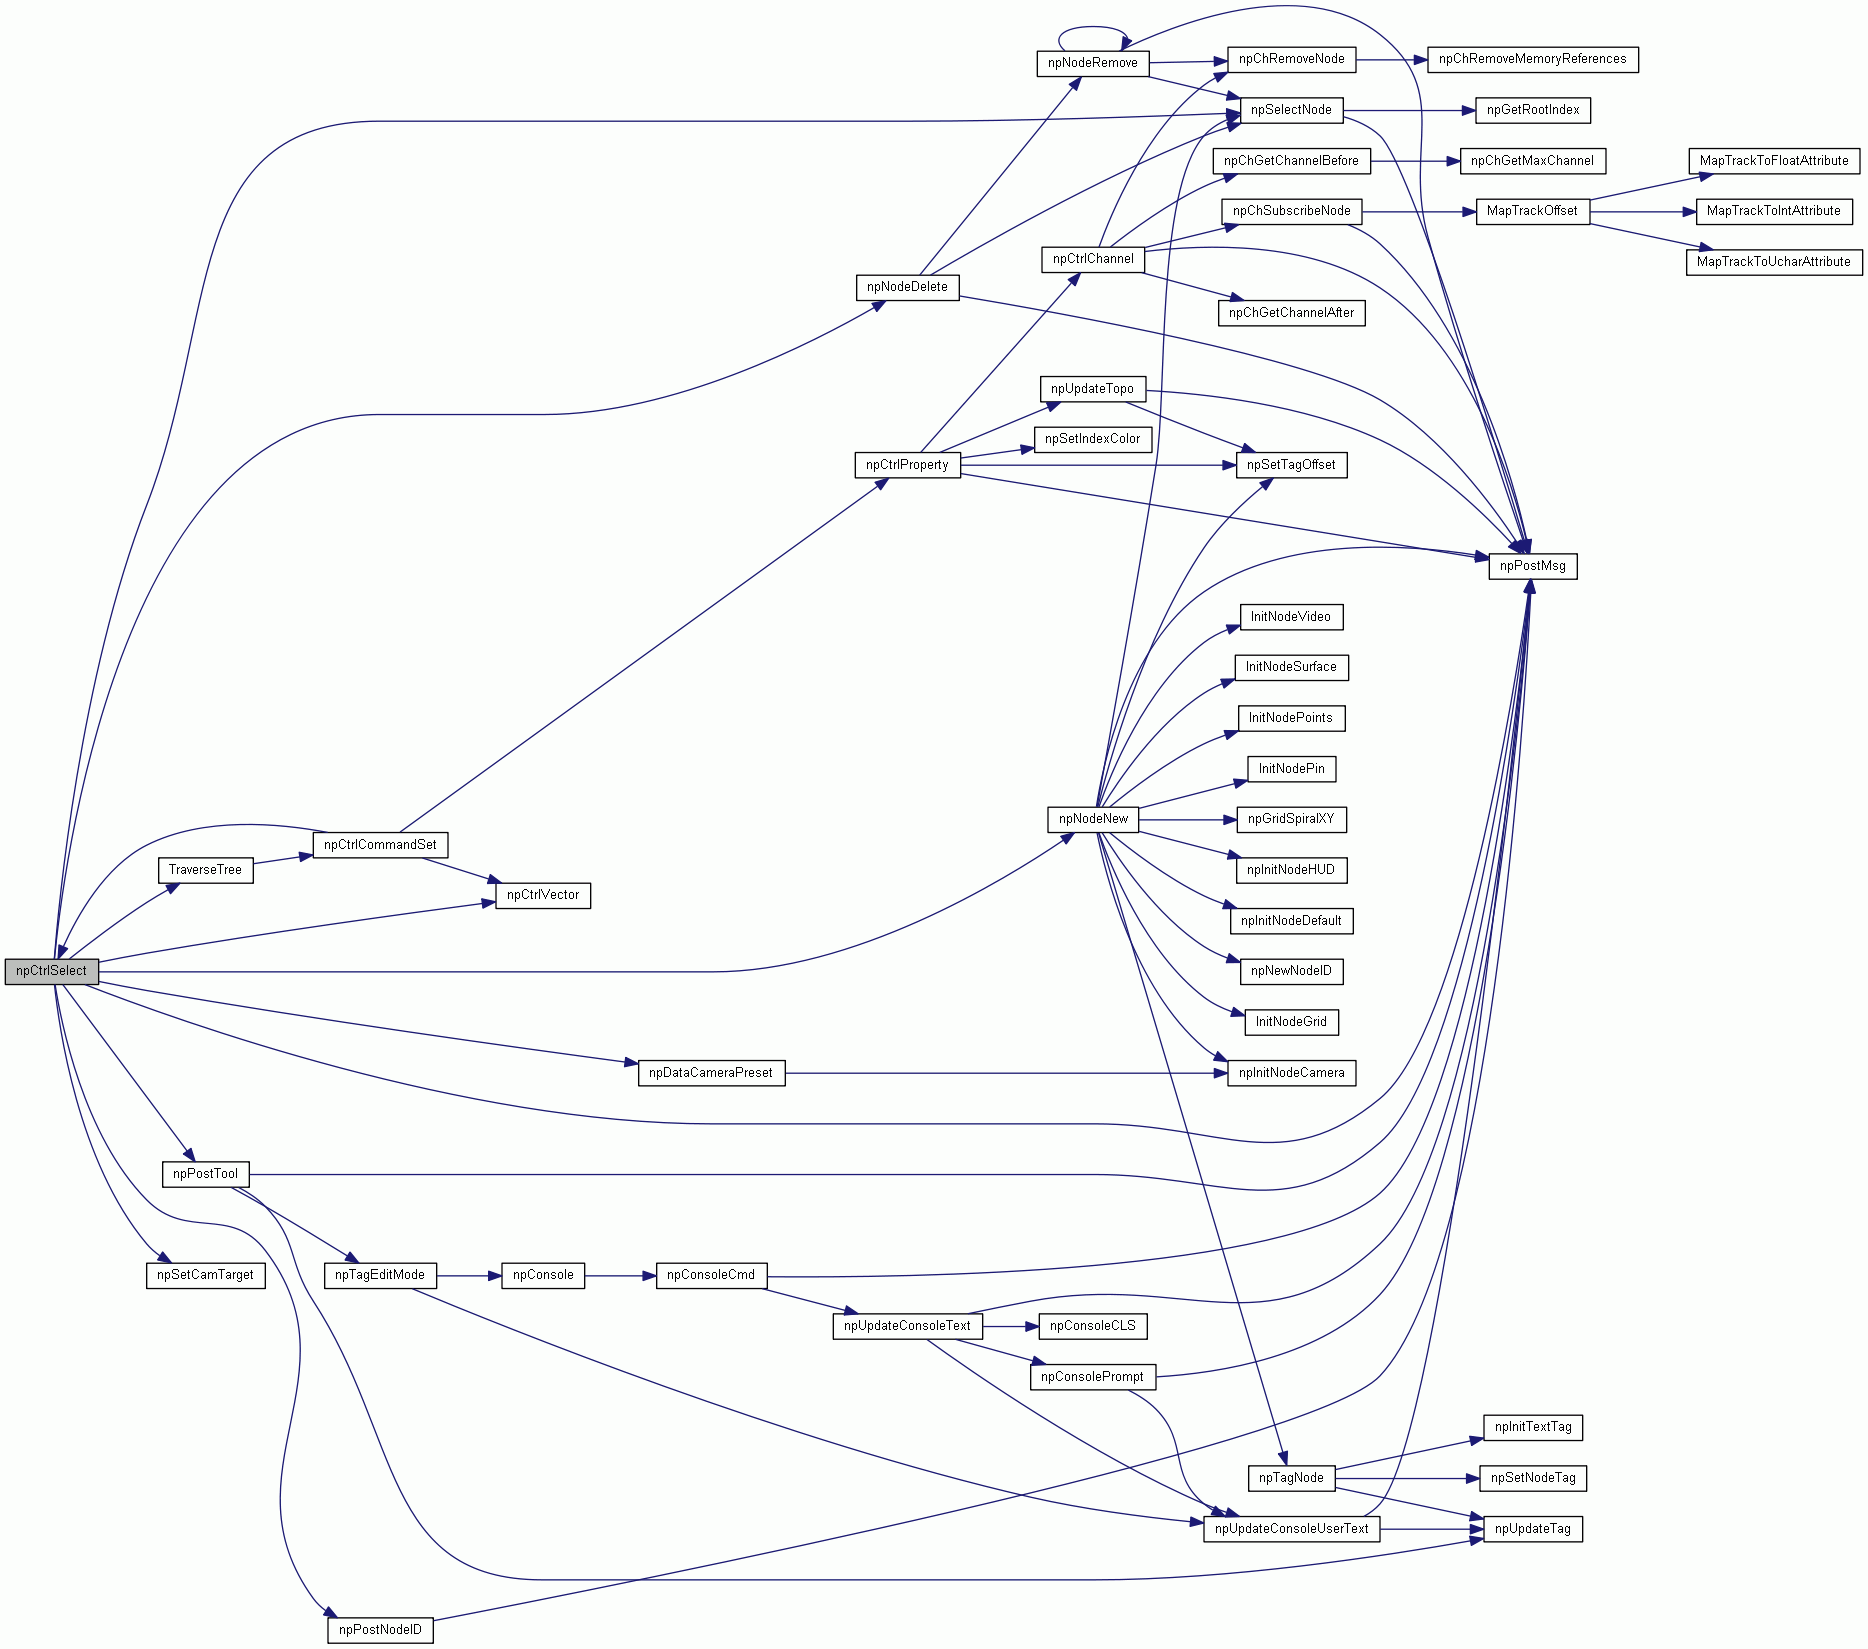 npNodeRemove
npChRemoveNode
npChRemoveMemoryReferences
npSelectNode
npGetRootIndex
npChGetChannelBefore
npChGetMaxChannel
MapTrackToFloatAttribute
npChSubscribeNode
MapTrackOffset
MapTrackToIntAttribute
npCtrlChannel
MapTrackToUcharAttribute
npNodeDelete
npChGetChannelAfter
npUpdateTopo
npSetIndexColor
npCtrlProperty
npSetTagOffset
npPostMsg
InitNodeVideo
InitNodeSurface
InitNodePoints
InitNodePin
npNodeNew
npGridSpiralXY
npCtrlCommandSet
TraverseTree
npInitNodeHUD
npCtrlVector
npInitNodeDefault
npCtrlSelect
npNewNodeID
InitNodeGrid
npDataCameraPreset
npInitNodeCamera
npPostTool
npSetCamTarget
npTagEditMode
npConsole
npConsoleCmd
npUpdateConsoleText
npConsoleCLS
npConsolePrompt
npInitTextTag
npTagNode
npSetNodeTag
npUpdateConsoleUserText
npUpdateTag
npPostNodeID